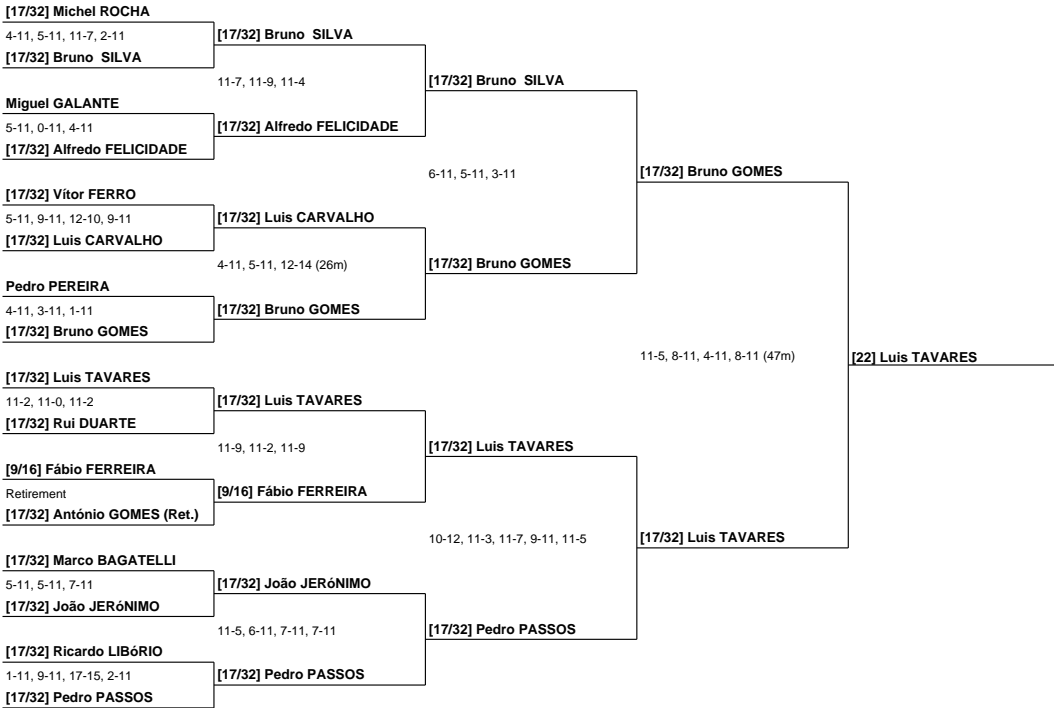 [17/32] Michel ROCHA
4-11, 5-11, 11-7, 2-11
[17/32] Bruno  SILVA
Miguel GALANTE
5-11, 0-11, 4-11
[17/32] Alfredo FELICIDADE
[17/32] Vítor FERRO
5-11, 9-11, 12-10, 9-11
[17/32] Luis CARVALHO
Pedro PEREIRA
4-11, 3-11, 1-11
[17/32] Bruno GOMES
[17/32] Luis TAVARES
11-2, 11-0, 11-2
[17/32] Rui DUARTE
[9/16] Fábio FERREIRA
Retirement
[17/32] António GOMES (Ret.)
[17/32] Marco BAGATELLI
5-11, 5-11, 7-11
[17/32] João JERóNIMO
[17/32] Ricardo LIBóRIO
1-11, 9-11, 17-15, 2-11
[17/32] Pedro PASSOS
[17/32] Bruno  SILVA
11-7, 11-9, 11-4
[17/32] Alfredo FELICIDADE
[17/32] Luis CARVALHO
4-11, 5-11, 12-14 (26m)
[17/32] Bruno GOMES
[17/32] Luis TAVARES
11-9, 11-2, 11-9
[9/16] Fábio FERREIRA
[17/32] João JERóNIMO
11-5, 6-11, 7-11, 7-11
[17/32] Pedro PASSOS
[17/32] Bruno  SILVA
6-11, 5-11, 3-11
[17/32] Bruno GOMES
[17/32] Luis TAVARES
10-12, 11-3, 11-7, 9-11, 11-5
[17/32] Pedro PASSOS
[17/32] Bruno GOMES
11-5, 8-11, 4-11, 8-11 (47m)
[17/32] Luis TAVARES
[22] Luis TAVARES